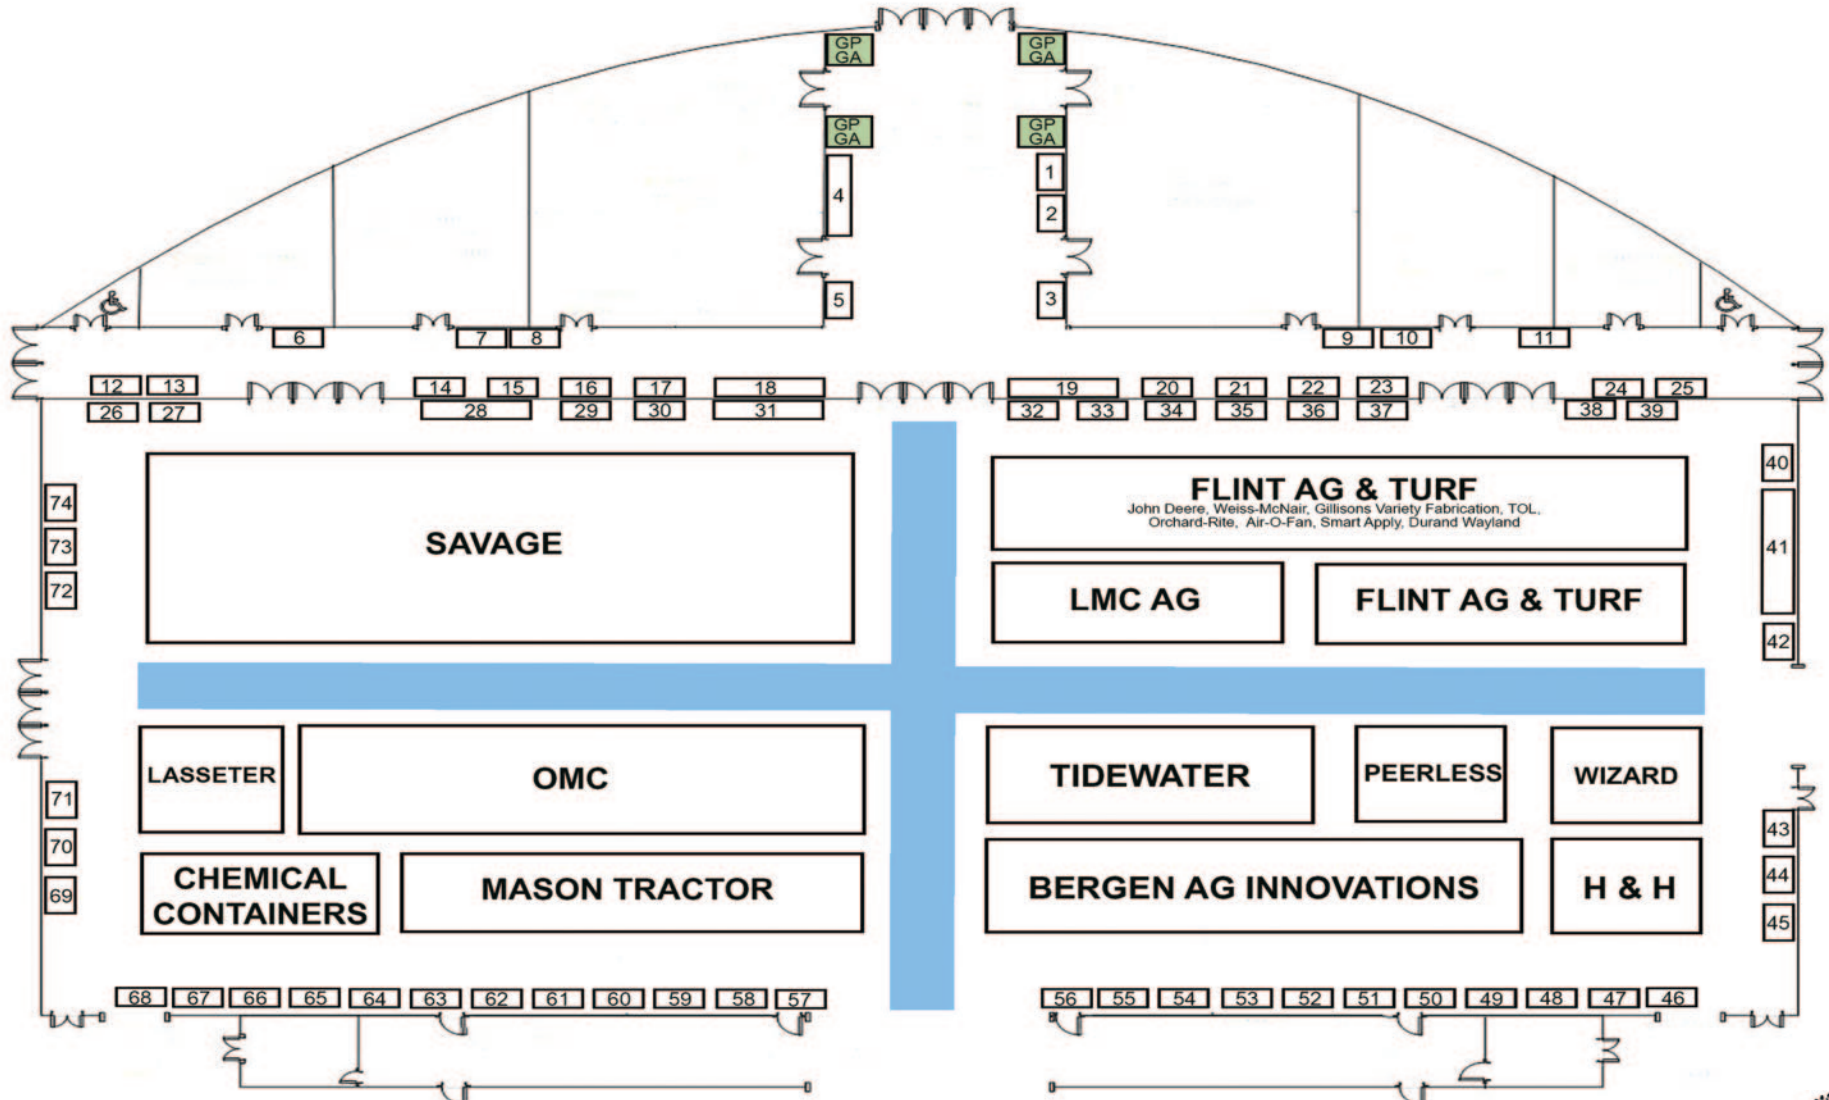 GP GP
GA GA
GP GP
GA GA
4 1
2
5 3
6 7 8 9 10 11
12 13 14 15 16 17 18 19 20 21 22 23 24 25
26 27 28 29 30 31 32 33 34 35 36 37 38 39
40
74
73
72
SAVAGE
FLINT AG & TURF
John Deere, Weiss-McNair, Gillisons Variety Fabrication, TOL,
Orchard-Rite, Air-O-Fan, Smart Apply, Durand Wayland
41
LMC AG FLINT AG & TURF
42
LASSETER OMC TIDEWATER PEERLESS WIZARD
71
70
69
43
44
45
CHEMICAL
CONTAINERS
MASON TRACTOR BERGEN AG INNOVATIONS H & H
68 67 66 65 64 63 62 61 60 59 58 57 56 55 54 53 52 51 50 49 48 47 46